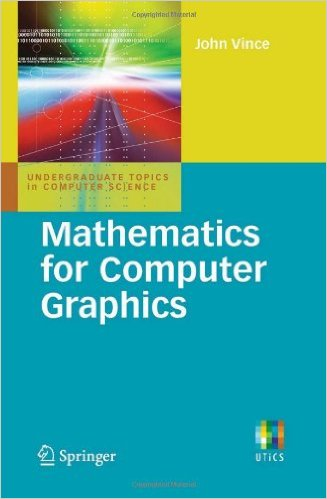 John Vince
UNDERGRADUATE TOPICS
in COMPUTER SCIENCE
Mathematics
for Computer
Graphics
Springer
UTiCS